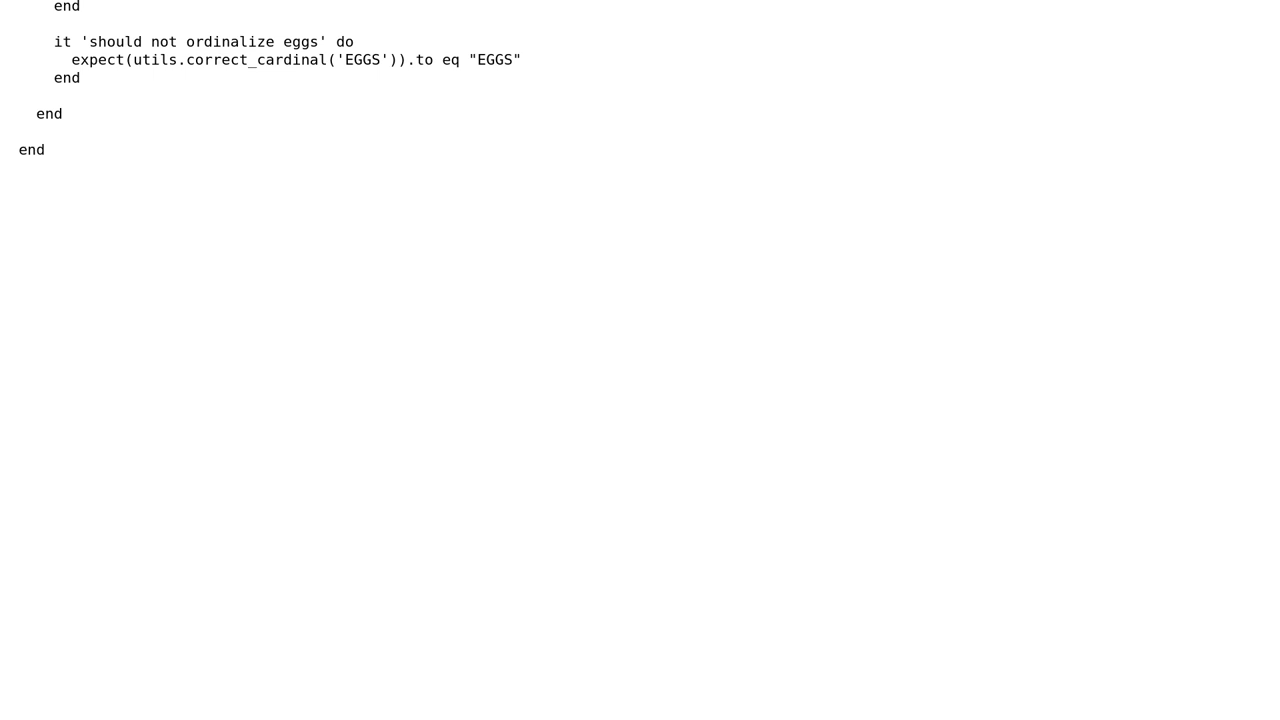 end

    it 'should not ordinalize eggs' do
      expect(utils.correct_cardinal('EGGS')).to eq "EGGS"
    end

  end

end